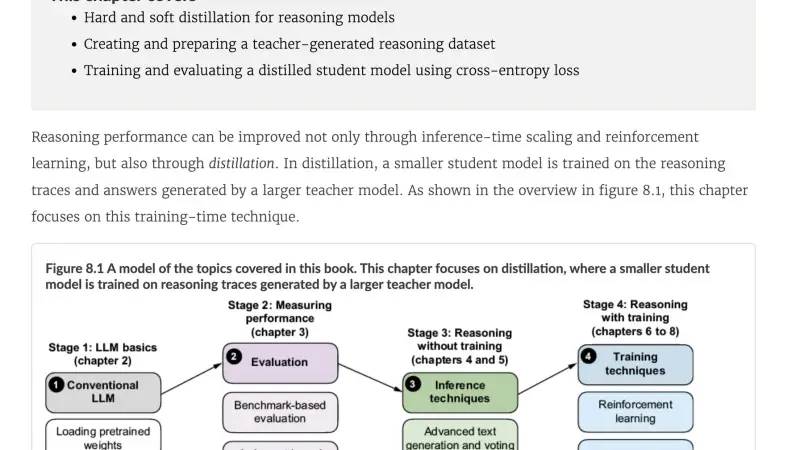 This chapter covers
Hard and soft distillation for reasoning models
Creating and preparing a teacher-generated reasoning dataset
Training and evaluating a distilled student model using cross-entropy loss
Reasoning performance can be improved not only through inference-time scaling and reinforcement
learning, but also through distillation. In distillation, a smaller student model is trained on the reasoning
traces and answers generated by a larger teacher model. As shown in the overview in figure 8.1, this chapter
focuses on this training-time technique.
Figure 8.1 A model of the topics covered in this book. This chapter focuses on distillation, where a smaller student
model is trained on reasoning traces generated by a larger teacher model.
Stage 1: LLM basics
(chapter 2)
1 Conventional
LLM
Loading pretrained
weights
Stage 2: Measuring
performance
(chapter 3)
2 Evaluation
Benchmark-based
evaluation
Stage 3: Reasoning
without training
(chapters 4 and 5)
3 Inference
techniques
Advanced text
generation and voting
Stage 4: Reasoning
with training
(chapters 6 to 8)
4 Training
techniques
Reinforcement
learning